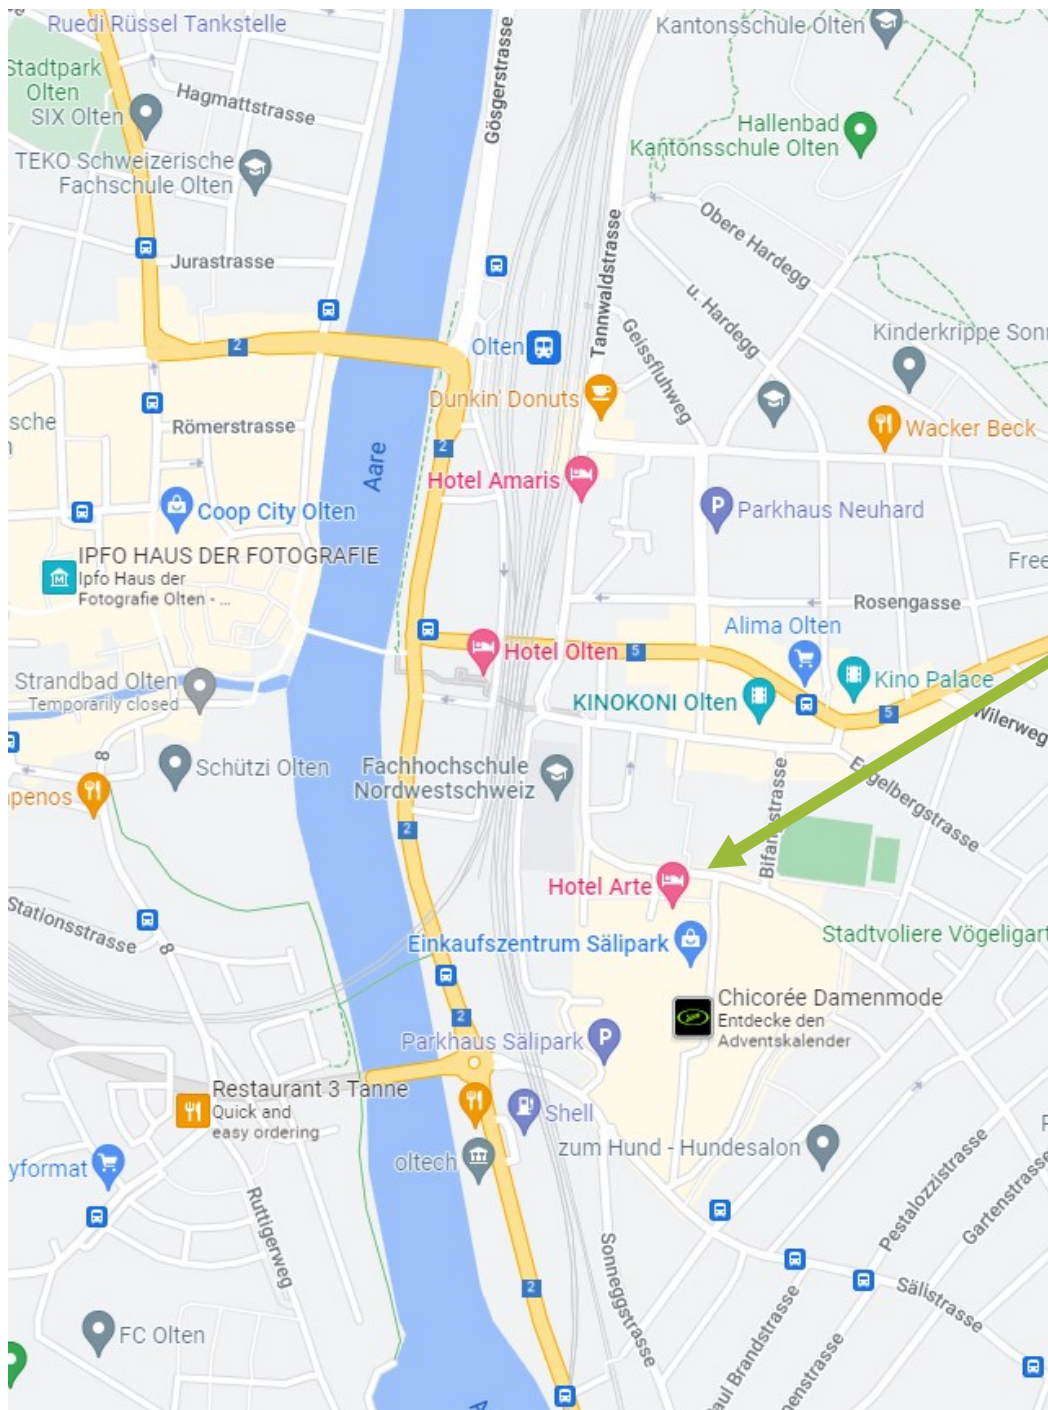 Ruedi Rüssel Tankstelle
Kantonsschule Olten
Stadtpark
Olten
SIX Olten
Hagmattstrasse
Gösgerstrasse
Hallenbad
Kantonsschule Olten
TEKO Schweizerische
Fachschule Olten
Jurastrasse
Tannwaldstrasse
Obere Hardegg
u. Hardegg
Geissfluhweg
2
Olten
Kinderkrippe Sonn
Dunkin' Donuts
sche
Römerstrasse
Aare
2
Wacker Beck
Hotel Amaris
Coop City Olten
P
Parkhaus Neuhard
IPFO HAUS DER FOTOGRAFIE
Ipfo Haus der
Fotografie Olten - ...
M
Free
Rosengasse
Alima Olten
Hotel Olten
5
Strandbad Olten
Temporarily closed
KINOKONI Olten
Kino Palace
5
Wilerweg
8
Schützi Olten
Fachhochschule
Nordwestschweiz
Engelbergstrasse
Bifangstrasse
penos
2
Hotel Arte
Stationsstrasse
8
Einkaufszentrum Sälipark
Stadtvoliere Vögeligart
Chicorée Damenmode
Entdecke den
Adventskalender
2
Parkhaus Sälipark
P
Restaurant 3 Tanne
Quick and
easy ordering
Shell
oltech
zum Hund - Hundesalon
yformat
Ruttigerweg
Pestalozzistrasse
Gartenstrasse
Sonneggstrasse
2
Sälistrasse
FC Olten
aul Brandstrasse
nenstrasse
A